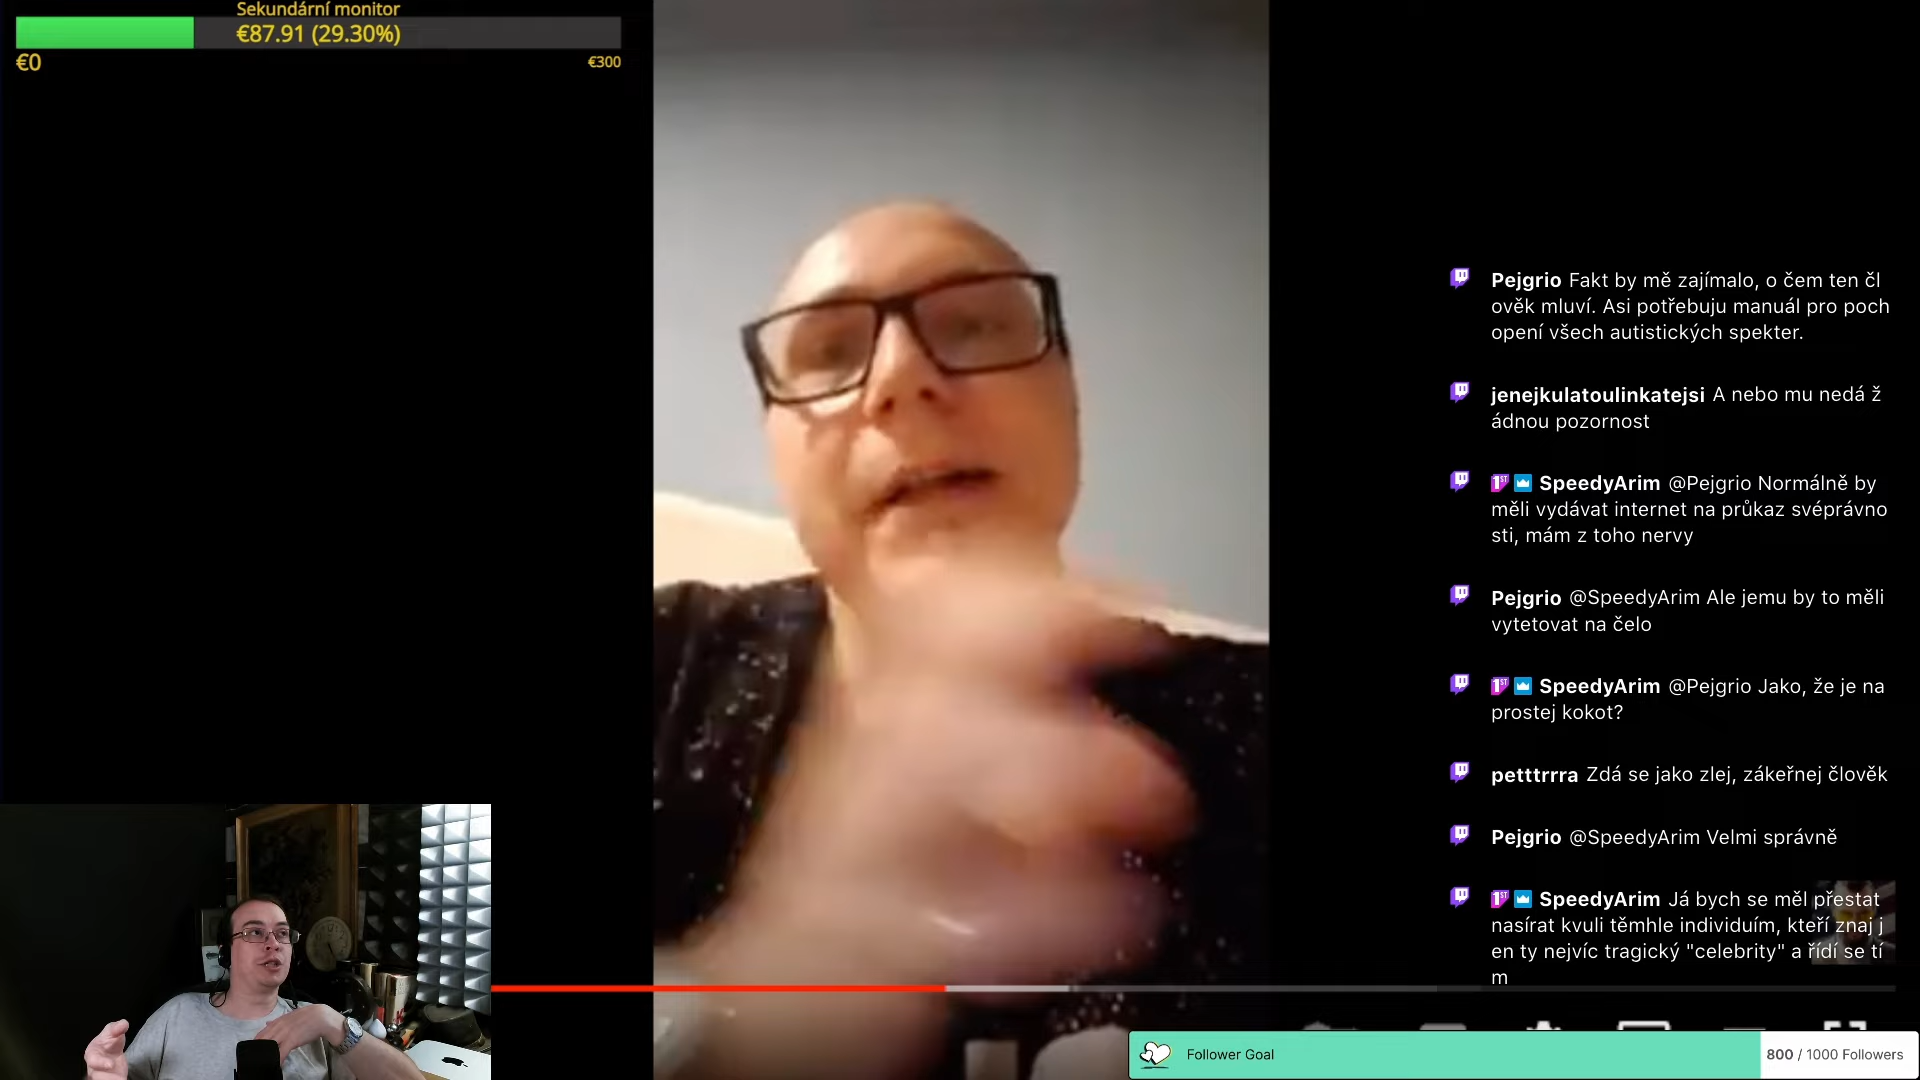 Sekundární monitor
€87.91 (29.30%)
€0
€300
Pejgrio Fakt by mě zajímalo, o čem ten čl
ověk mluví. Asi potřebuju manuál pro poch
opení všech autistických spekter.
jenejkulatoulinkatejsi A nebo mu nedá ž
ádnou pozornost
1ST SpeedyArim @Pejgrio Normálně by
měli vydávat internet na průkaz svéprávno
sti, mám z toho nervy
Pejgrio @SpeedyArim Ale jemu by to měli
vytetovat na čelo
1ST SpeedyArim @Pejgrio Jako, že je na
prostej kokot?
petttrrra Zdá se jako zlej, zákeřnej člověk
Pejgrio @SpeedyArim Velmi správně
1ST SpeedyArim Já bych se měl přestat
nasírat kvuli těmhle individuím, kteří znaj j
en ty nejvíc tragický "celebrity" a řídí se tí
m
Follower Goal
800 / 1000 Followers